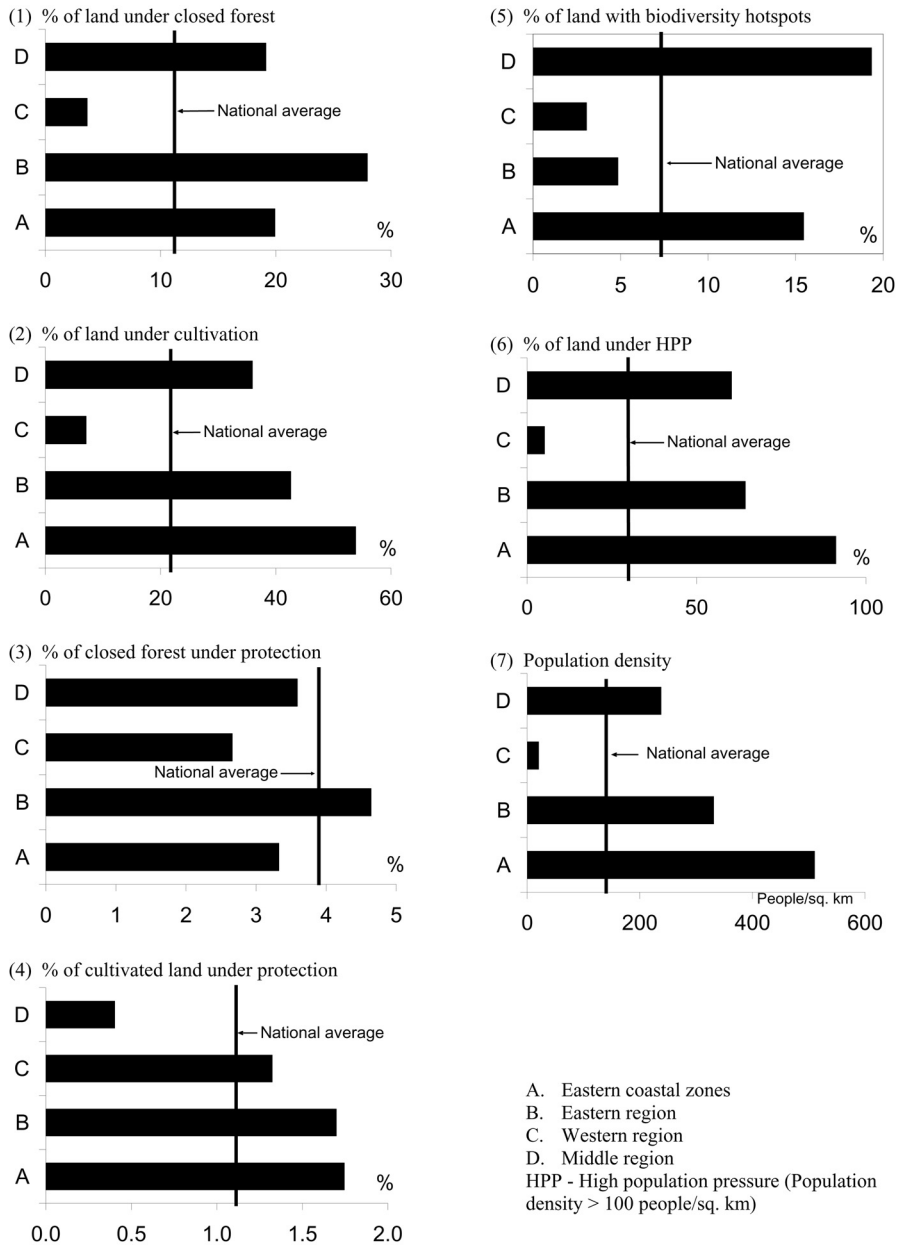 (1) % of land under closed forest
D
C
National average
B
A
%
0 10 20 30
(2) % of land under cultivation
D
C
National average
B
A
%
0 20 40 60
(3) % of closed forest under protection
D
C
National average
B
A
%
0 1 2 3 4 5
(4) % of cultivated land under protection
D
National average
C
B
A
%
0.0 0.5 1.0 1.5 2.0
(5) % of land with biodiversity hotspots
D
C
National average
B
A
%
0 5 10 15 20
(6) % of land under HPP
D
C
National average
B
A
%
0 50 100
(7) Population density
D
C
National average
B
A
People/sq. km
0 200 400 600
A. Eastern coastal zones
B. Eastern region
C. Western region
D. Middle region
HPP - High population pressure (Population
density > 100 people/sq. km)